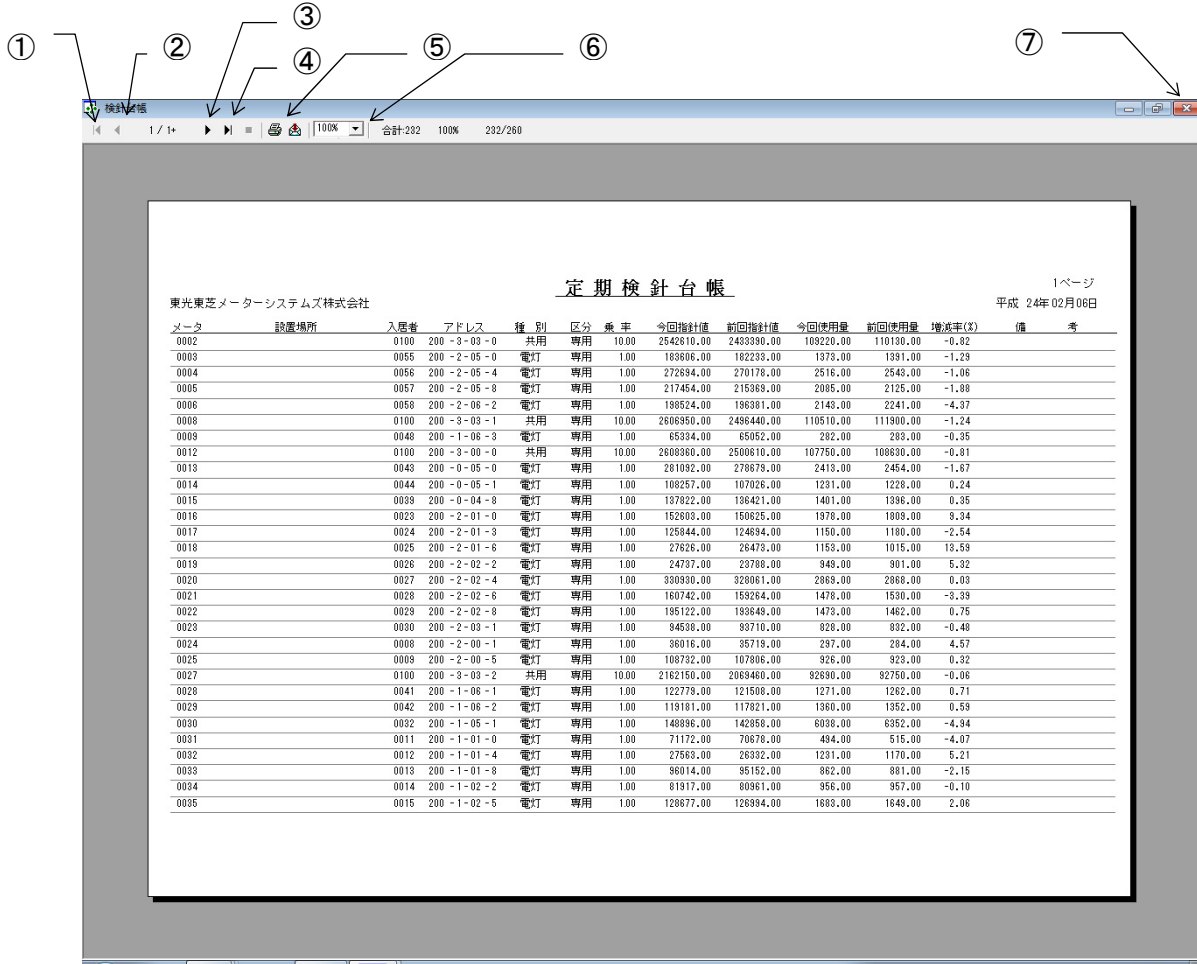 ③
① ② ⑤ ⑥ ⑦
④
検針台帳
1 / 1+ 100% 合計:232 100% 232/260
定期検針台帳
1ページ
東光東芝メーターシステムズ株式会社 平成 24年02月06日
メータ 設置場所 入居者 アドレス 種 別 区分 乗 率 今回指針値 前回指針値 今回使用量 前回使用量 増減率(%) 備 考
0002 0100 200 -3-03-0 共用 専用 10.00 2542610.00 2433390.00 109220.00 110130.00 -0.82
0003 0055 200 -2-05-0 電灯 専用 1.00 183606.00 182233.00 1373.00 1391.00 -1.29
0004 0056 200 -2-05-4 電灯 専用 1.00 272694.00 270178.00 2516.00 2543.00 -1.06
0005 0057 200 -2-05-8 電灯 専用 1.00 217454.00 215369.00 2085.00 2125.00 -1.88
0006 0058 200 -2-06-2 電灯 専用 1.00 198524.00 196381.00 2143.00 2241.00 -4.37
0008 0100 200 -3-03-1 共用 専用 10.00 2606950.00 2496440.00 110510.00 111900.00 -1.24
0009 0048 200 -1-06-3 電灯 専用 1.00 65334.00 65052.00 282.00 283.00 -0.35
0012 0100 200 -3-00-0 共用 専用 10.00 2608360.00 2500610.00 107750.00 108630.00 -0.81
0013 0043 200 -0-05-0 電灯 専用 1.00 281092.00 278679.00 2413.00 2454.00 -1.67
0014 0044 200 -0-05-1 電灯 専用 1.00 108257.00 107026.00 1231.00 1228.00 0.24
0015 0039 200 -0-04-8 電灯 専用 1.00 137822.00 136421.00 1401.00 1396.00 0.35
0016 0023 200 -2-01-0 電灯 専用 1.00 152603.00 150625.00 1978.00 1809.00 9.34
0017 0024 200 -2-01-3 電灯 専用 1.00 125844.00 124694.00 1150.00 1180.00 -2.54
0018 0025 200 -2-01-6 電灯 専用 1.00 27626.00 26473.00 1153.00 1015.00 13.59
0019 0026 200 -2-02-2 電灯 専用 1.00 24737.00 23788.00 949.00 901.00 5.32
0020 0027 200 -2-02-4 電灯 専用 1.00 330930.00 328061.00 2869.00 2868.00 0.03
0021 0028 200 -2-02-6 電灯 専用 1.00 160742.00 159264.00 1478.00 1530.00 -3.39
0022 0029 200 -2-02-8 電灯 専用 1.00 195122.00 193649.00 1473.00 1462.00 0.75
0023 0030 200 -2-03-1 電灯 専用 1.00 94538.00 93710.00 828.00 832.00 -0.48
0024 0008 200 -2-00-1 電灯 専用 1.00 36016.00 35719.00 297.00 284.00 4.57
0025 0009 200 -2-00-5 電灯 専用 1.00 108732.00 107806.00 926.00 923.00 0.32
0027 0100 200 -3-03-2 共用 専用 10.00 2162150.00 2069460.00 92690.00 92750.00 -0.06
0028 0041 200 -1-06-1 電灯 専用 1.00 122779.00 121508.00 1271.00 1262.00 0.71
0029 0042 200 -1-06-2 電灯 専用 1.00 119181.00 117821.00 1360.00 1352.00 0.59
0030 0032 200 -1-05-1 電灯 専用 1.00 148896.00 142858.00 6038.00 6352.00 -4.94
0031 0011 200 -1-01-0 電灯 専用 1.00 71172.00 70678.00 494.00 515.00 -4.07
0032 0012 200 -1-01-4 電灯 専用 1.00 27563.00 26332.00 1231.00 1170.00 5.21
0033 0013 200 -1-01-8 電灯 専用 1.00 96014.00 95152.00 862.00 881.00 -2.15
0034 0014 200 -1-02-2 電灯 専用 1.00 81917.00 80961.00 956.00 957.00 -0.10
0035 0015 200 -1-02-5 電灯 専用 1.00 128677.00 126994.00 1683.00 1649.00 2.06